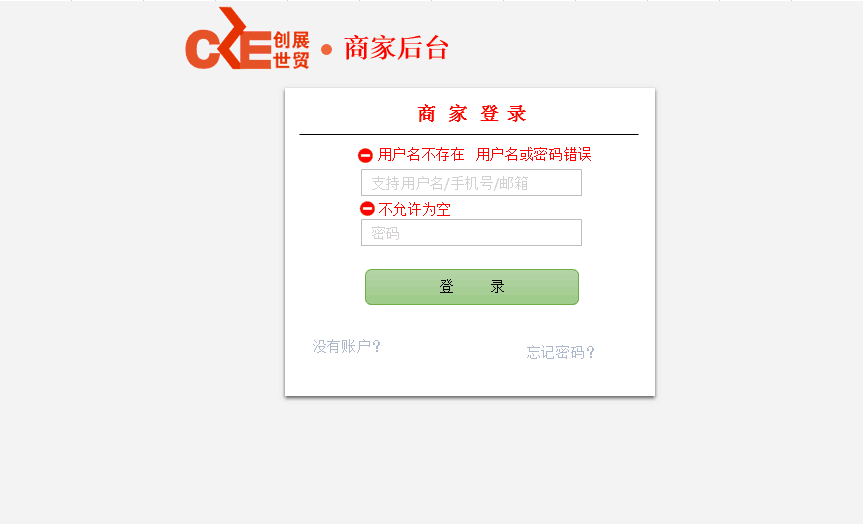 CVE 创展世贸 • 商家后台
商 家 登 录
用户名不存在 用户名或密码错误
支持用户名/手机号/邮箱
不允许为空
密码
登 录
没有账户？
忘记密码？